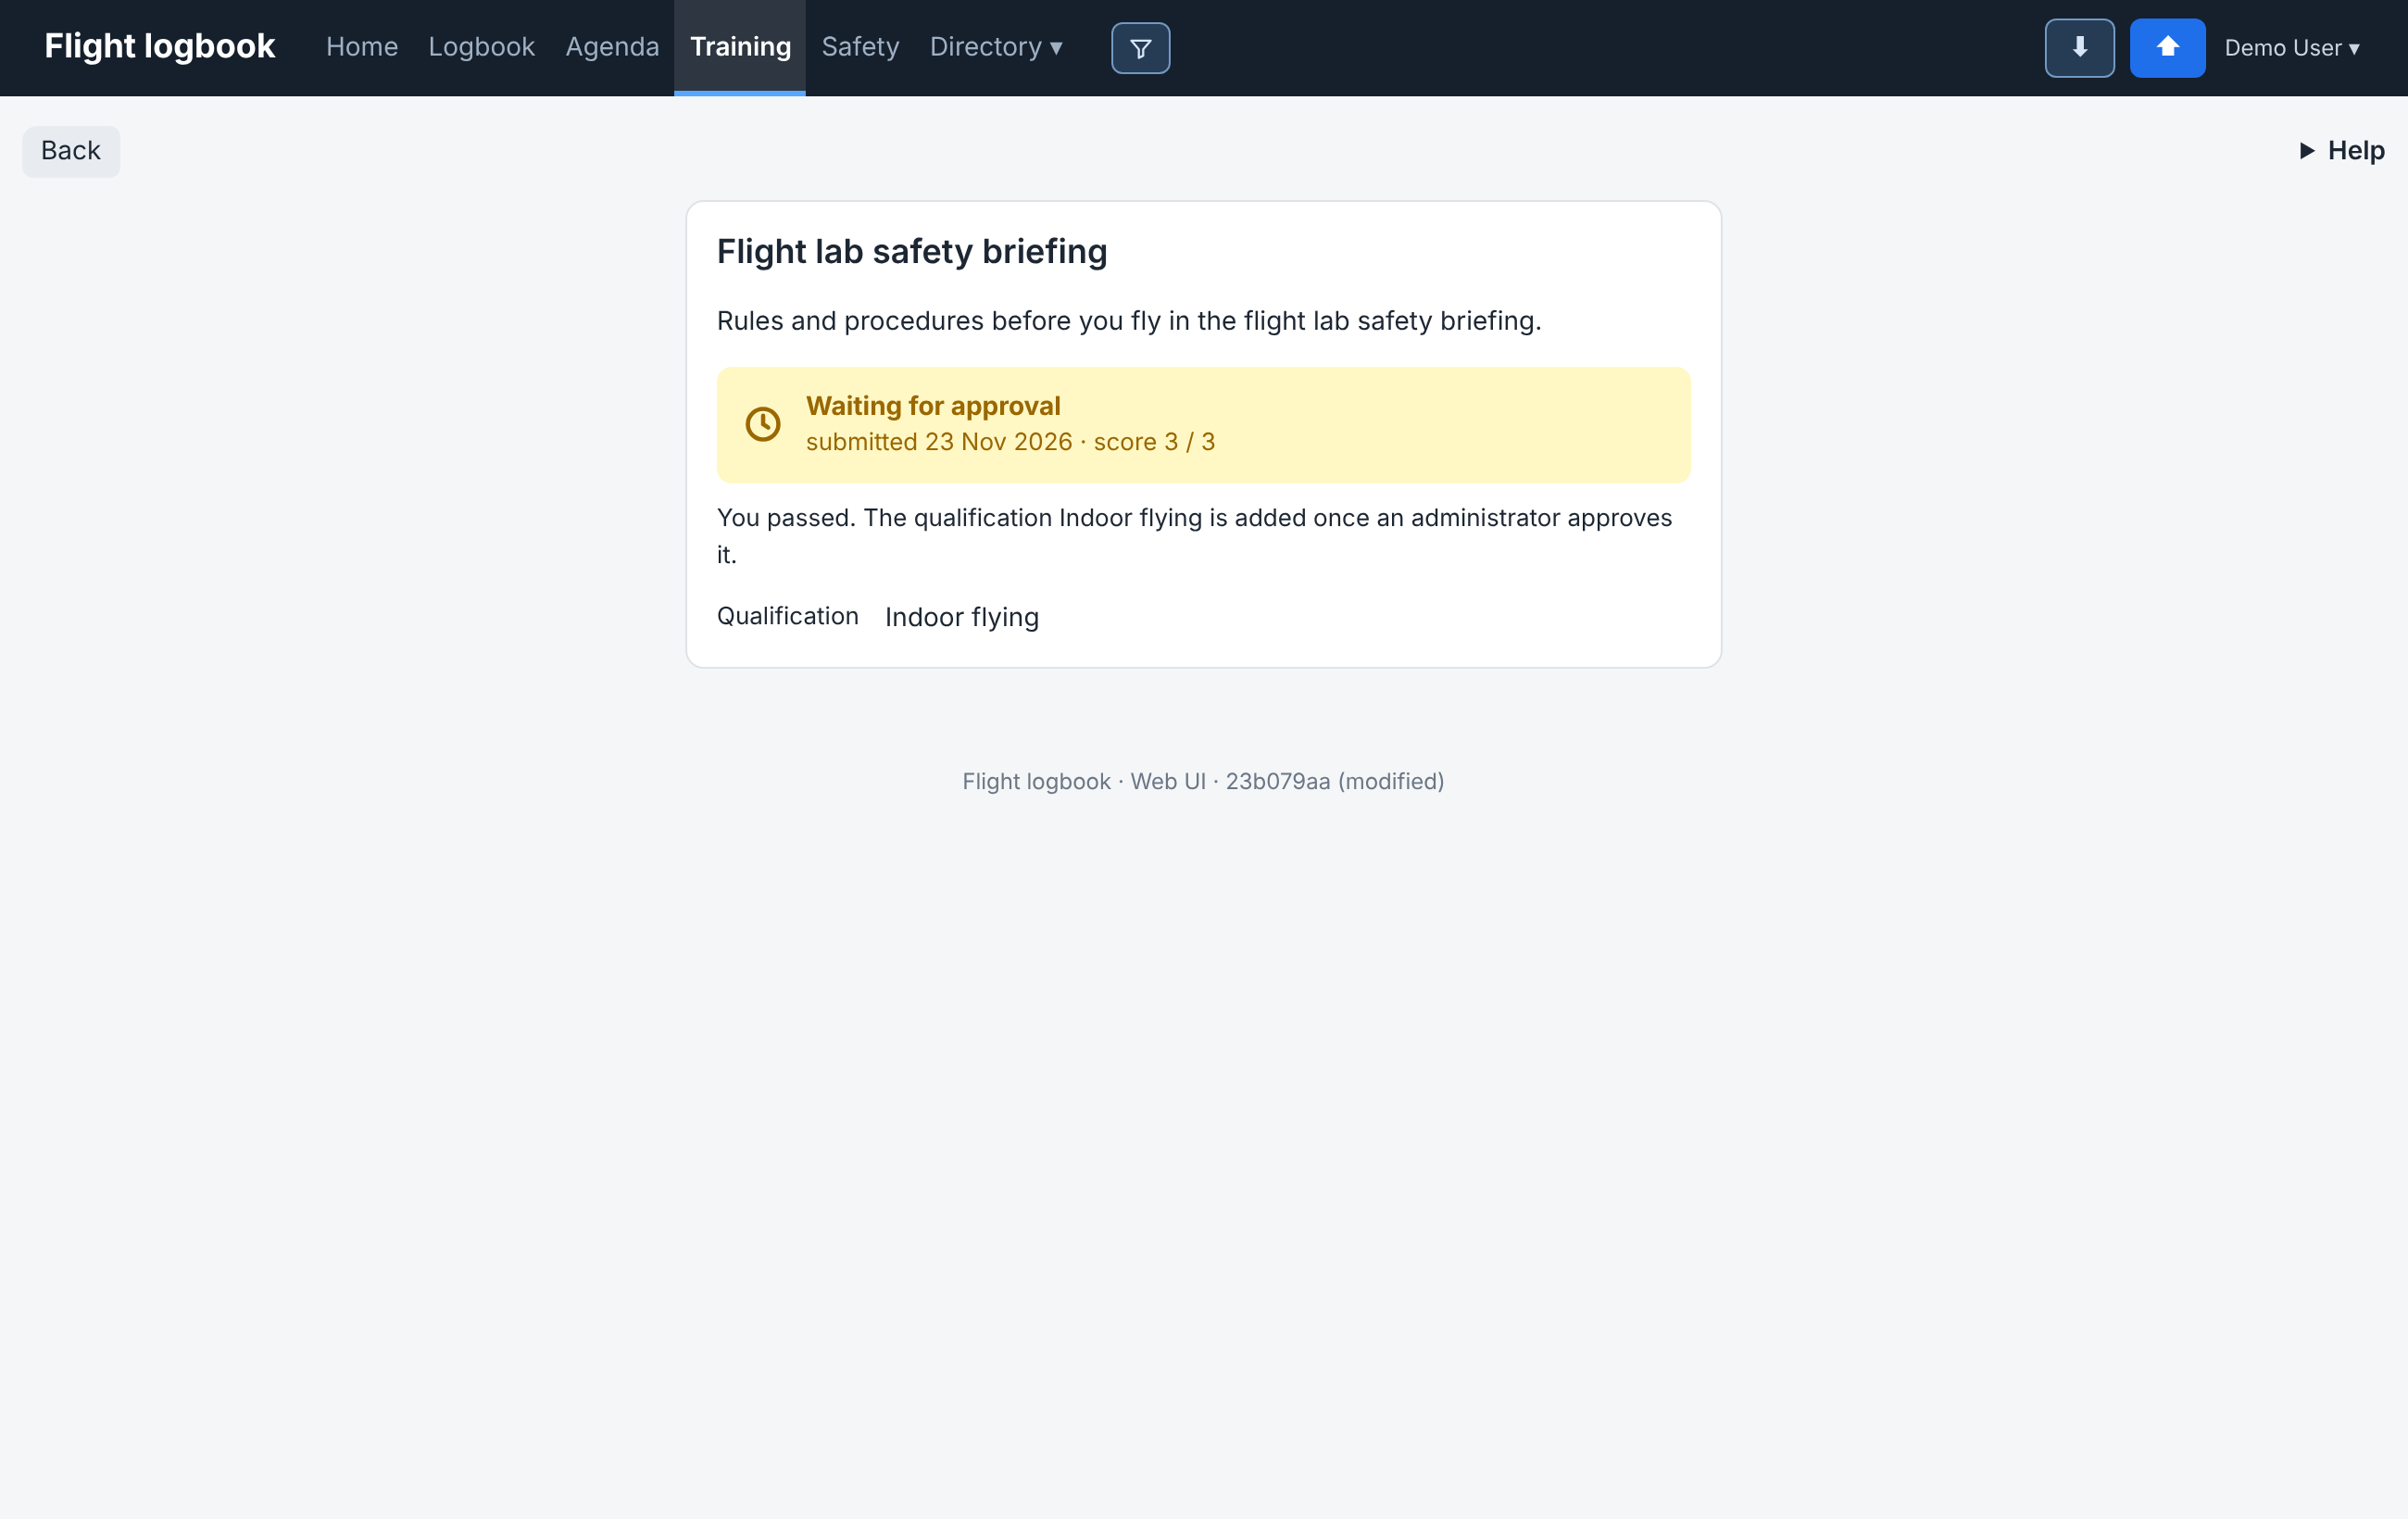 Flight logbook Home Logbook Agenda Training Safety Directory ▾ Demo User ▾
Back ▶ Help
Flight lab safety briefing
Rules and procedures before you fly in the flight lab safety briefing.
Waiting for approval
submitted 23 Nov 2026 · score 3 / 3
You passed. The qualification Indoor flying is added once an administrator approves
it.
Qualification Indoor flying
Flight logbook · Web UI · 23b079aa (modified)